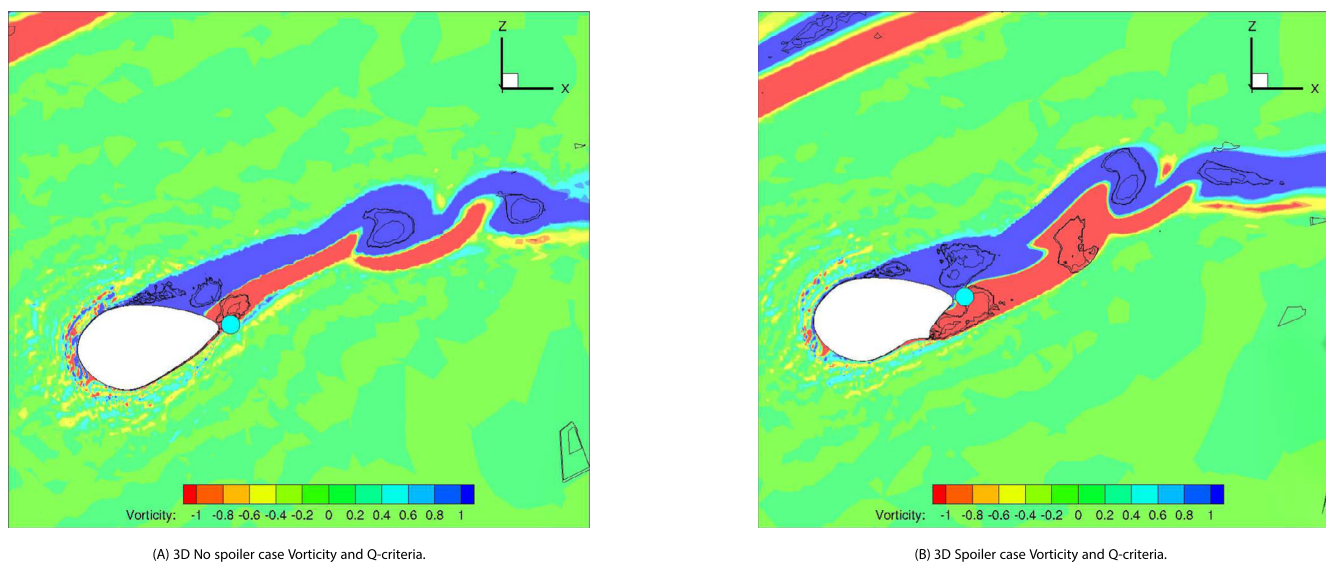 Z
Y
X
Vorticity: -1 -0.8 -0.6 -0.4 -0.2 0 0.2 0.4 0.6 0.8 1
(A) 3D No spoiler case Vorticity and Q-criteria.
Z
Y
X
Vorticity: -1 -0.8 -0.6 -0.4 -0.2 0 0.2 0.4 0.6 0.8 1
(B) 3D Spoiler case Vorticity and Q-criteria.